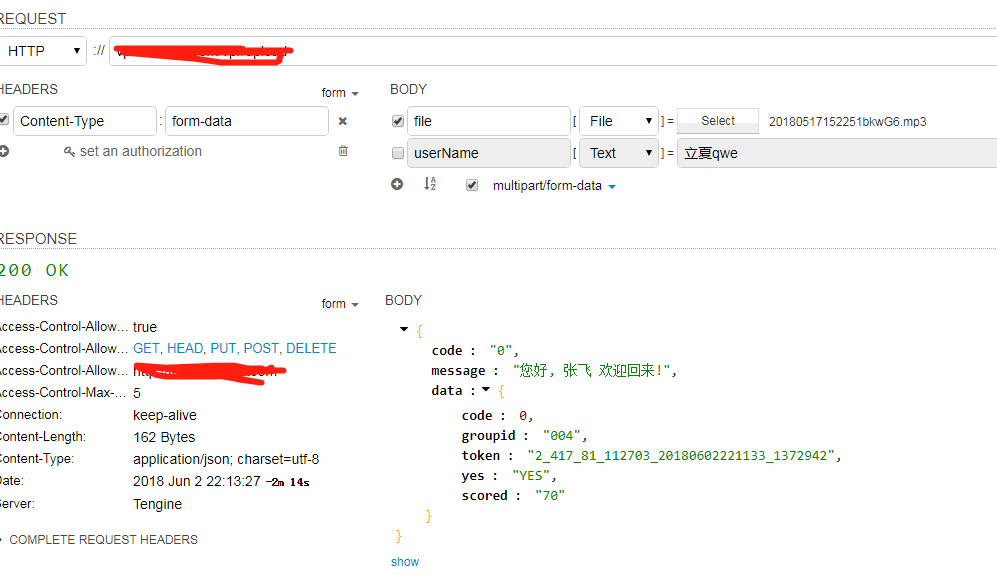 REQUEST
HTTP :// 
HEADERS form BODY
Content-Type : form-data file [ File ] = Select 20180517152251bkwG6.mp3
set an authorization userName [ Text ] = 立夏qwe
multipart/form-data
RESPONSE
200 OK
HEADERS form BODY
Access-Control-Allow... true
Access-Control-Allow... GET, HEAD, PUT, POST, DELETE
Access-Control-Allow...
Access-Control-Max-... 5
Connection: keep-alive
Content-Length: 162 Bytes
Content-Type: application/json; charset=utf-8
Date: 2018 Jun 2 22:13:27 -2m 14s
Server: Tengine
COMPLETE REQUEST HEADERS
{
code : "0",
message : "您好, 张飞 欢迎回来!",
data : {
code : 0,
groupid : "004",
token : "2_417_81_112703_20180602221133_1372942",
yes : "YES",
scored : "70"
}
}
show